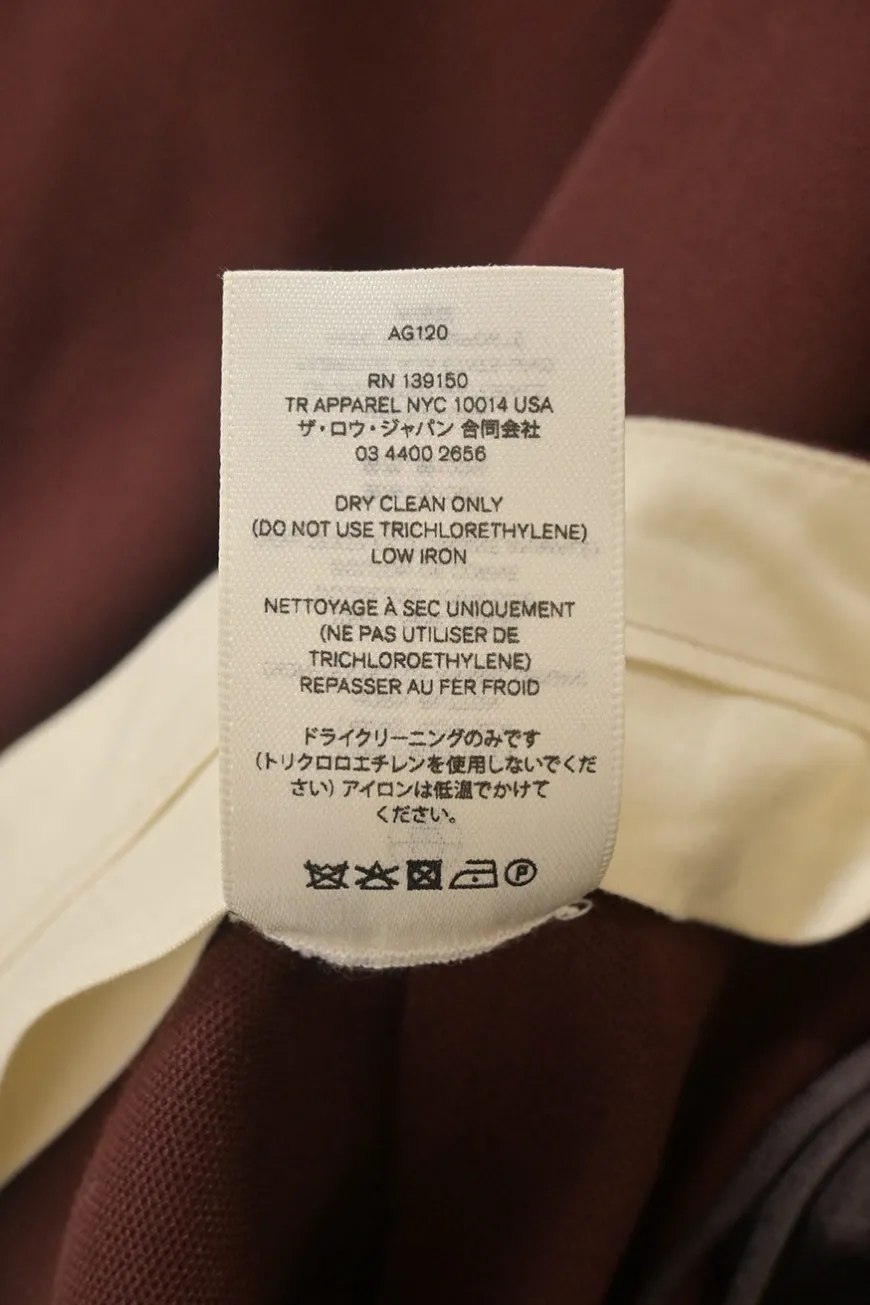 AG120
RN 139150
TR APPAREL NYC 10014 USA
ザ・ロウ・ジャパン 合同会社
03 4400 2656
DRY CLEAN ONLY
(DO NOT USE TRICHLORETHYLENE)
LOW IRON
NETTOYAGE À SEC UNIQUEMENT
(NE PAS UTILISER DE
TRICHLOROETHYLENE)
REPASSER AU FER FROID
ドライクリーニングのみです
(トリクロロエチレンを使用しないでくだ
さい) アイロンは低温でかけて
ください。
P